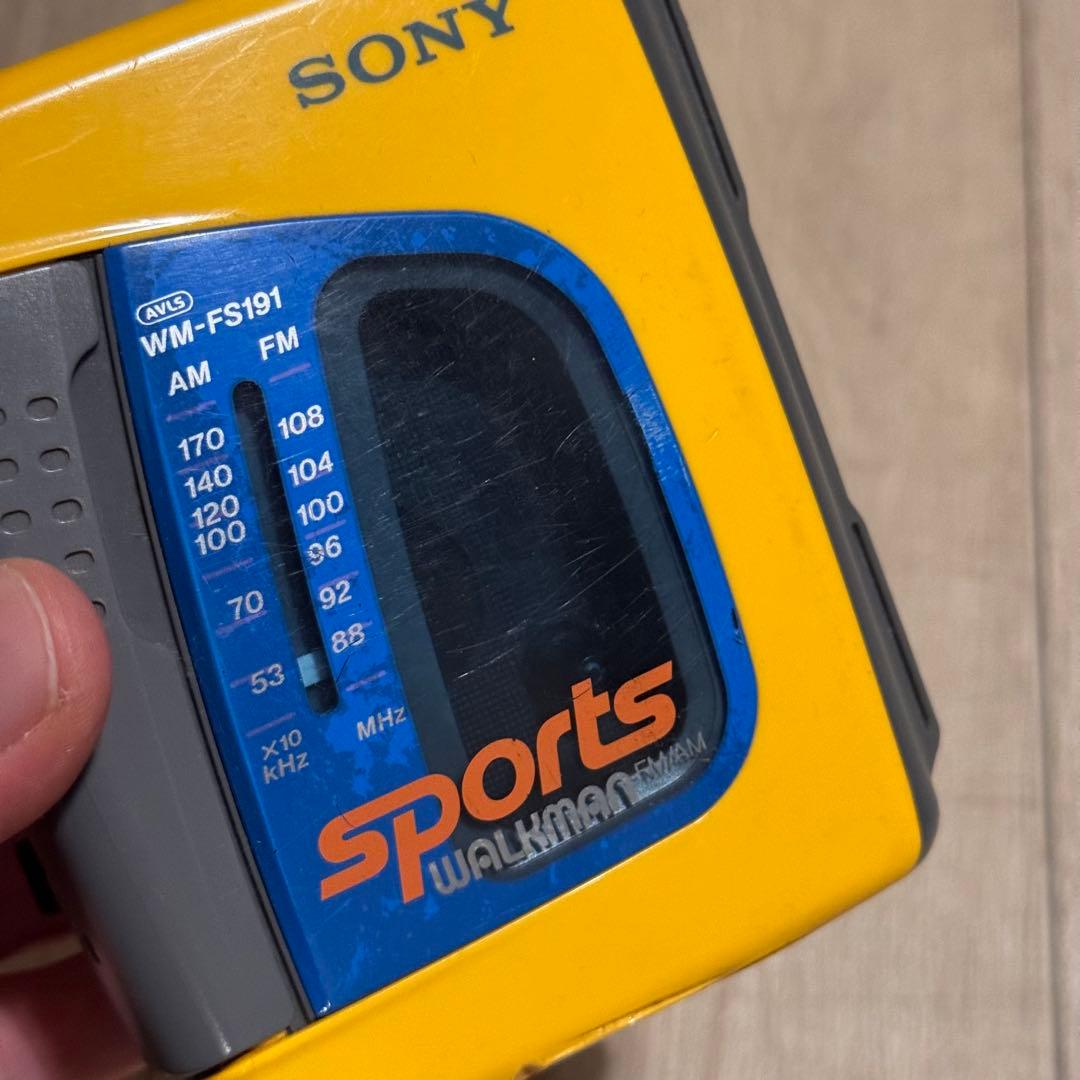 SONY
AVLS
WM-FS191
AM FM
170 108
140 104
120 100
100 96
70 92
53 88
x10 MHz
kHz
sports
WALKMAN FM/AM